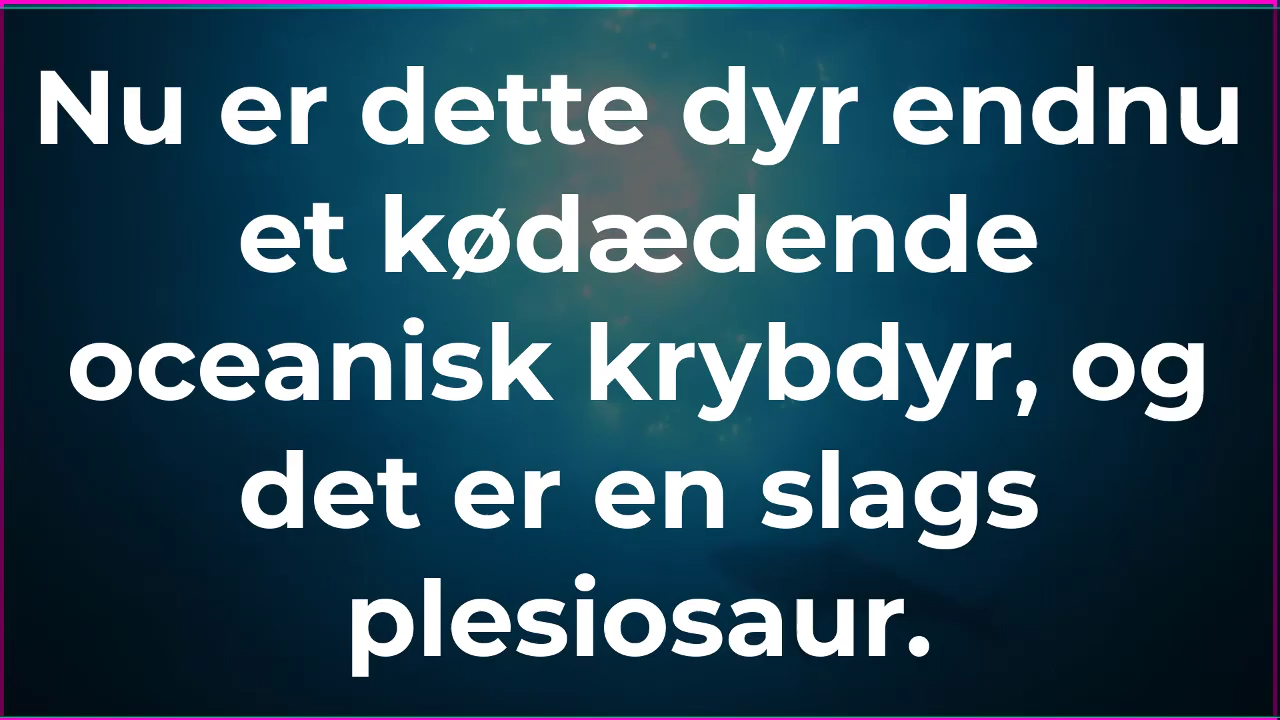 Nu er dette dyr endnu
et kødædende
oceanisk krybdyr, og
det er en slags
plesiosaur.